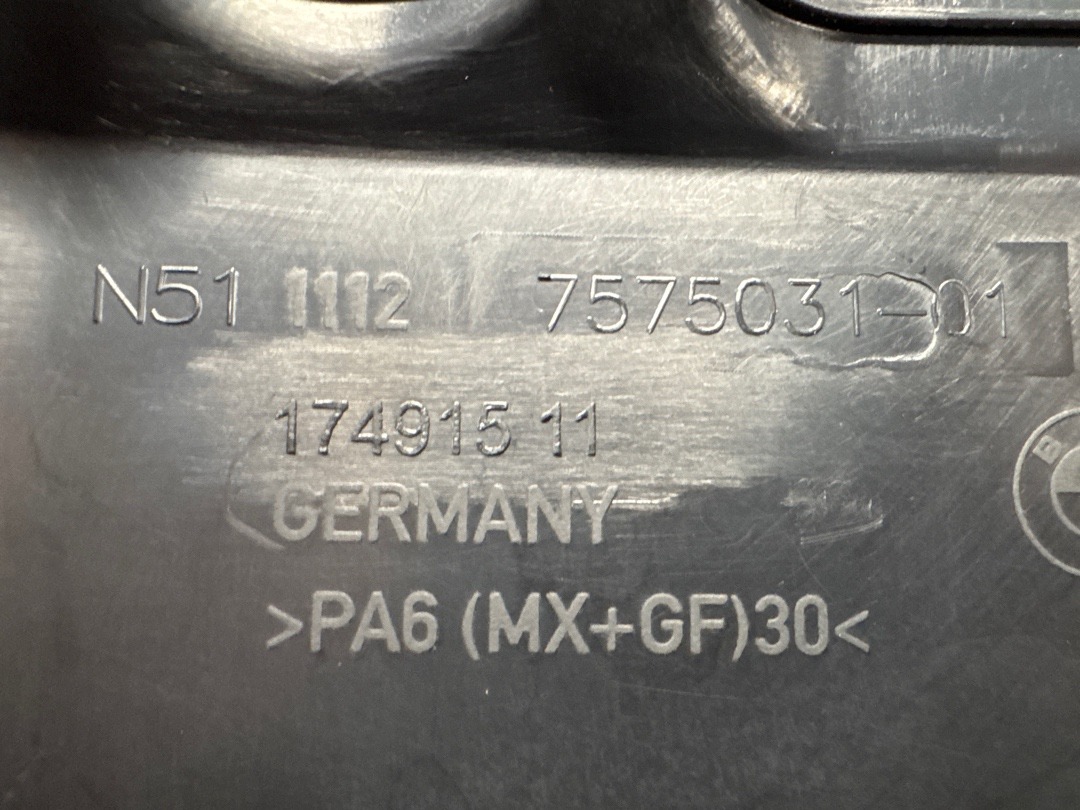 N51 1112 7575031-01
174915 11
GERMANY
>PA6 (MX+GF)30<
B